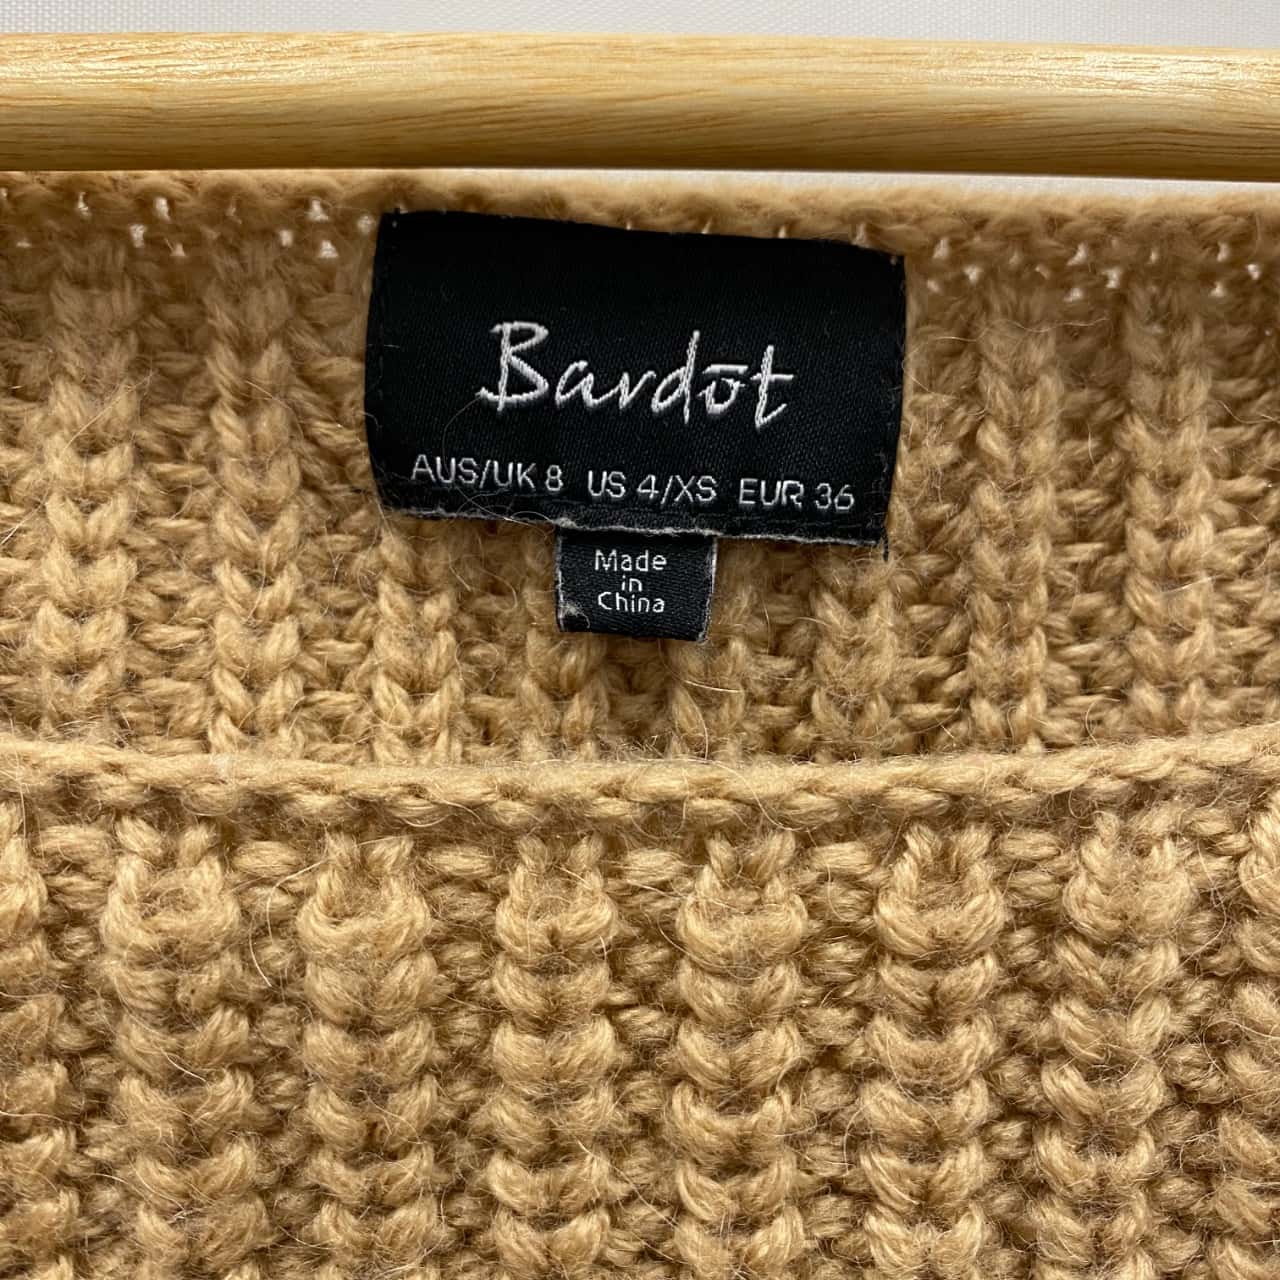 Bardōt
AUS/UK 8 US 4/XS EUR 36
Made
in
China